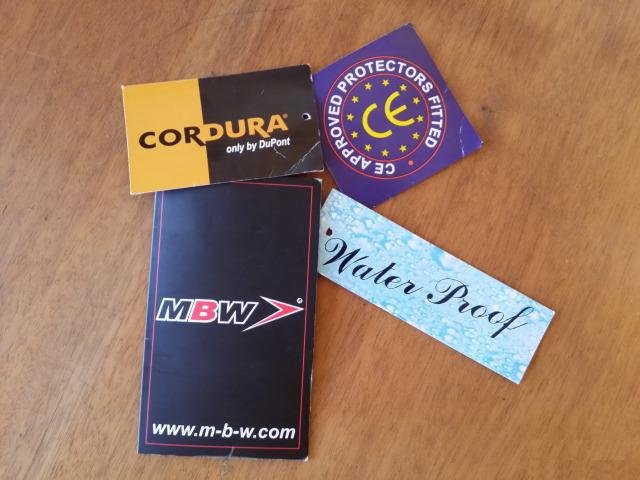 CORDURA®
only by DuPont
CE APPROVED PROTECTORS FITTED
CE
MBW®
www.m-b-w.com
Water Proof